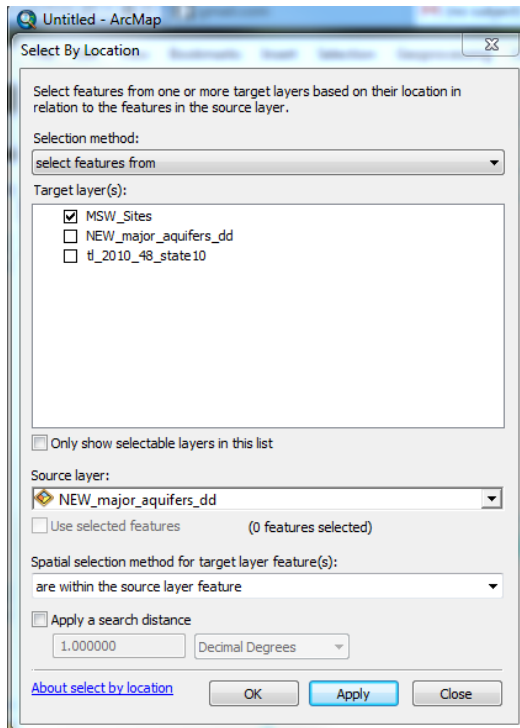 Untitled - ArcMap
Select By Location
Select features from one or more target layers based on their location in
relation to the features in the source layer.
Selection method:
select features from
Target layer(s):
MSW_Sites
NEW_major_aquifers_dd
tl_2010_48_state10
Only show selectable layers in this list
Source layer:
NEW_major_aquifers_dd
Use selected features (0 features selected)
Spatial selection method for target layer feature(s):
are within the source layer feature
Apply a search distance
1.000000 Decimal Degrees
About select by location OK Apply Close